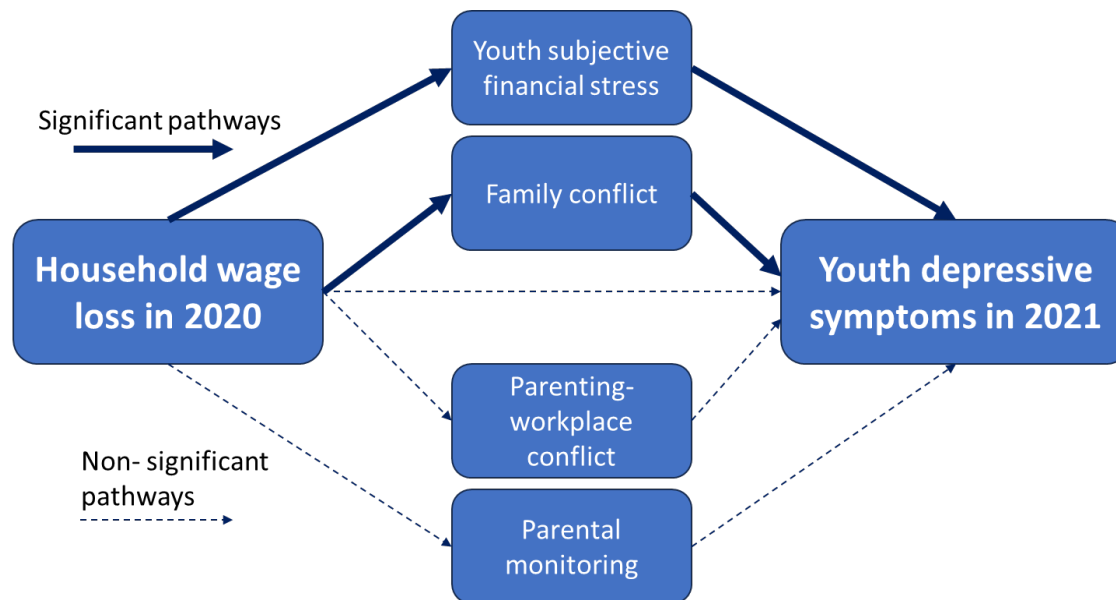 Youth subjective
financial stress
Significant pathways
Family conflict
Household wage
loss in 2020
Youth depressive
symptoms in 2021
Parenting-
workplace
conflict
Non- significant
pathways
Parental
monitoring